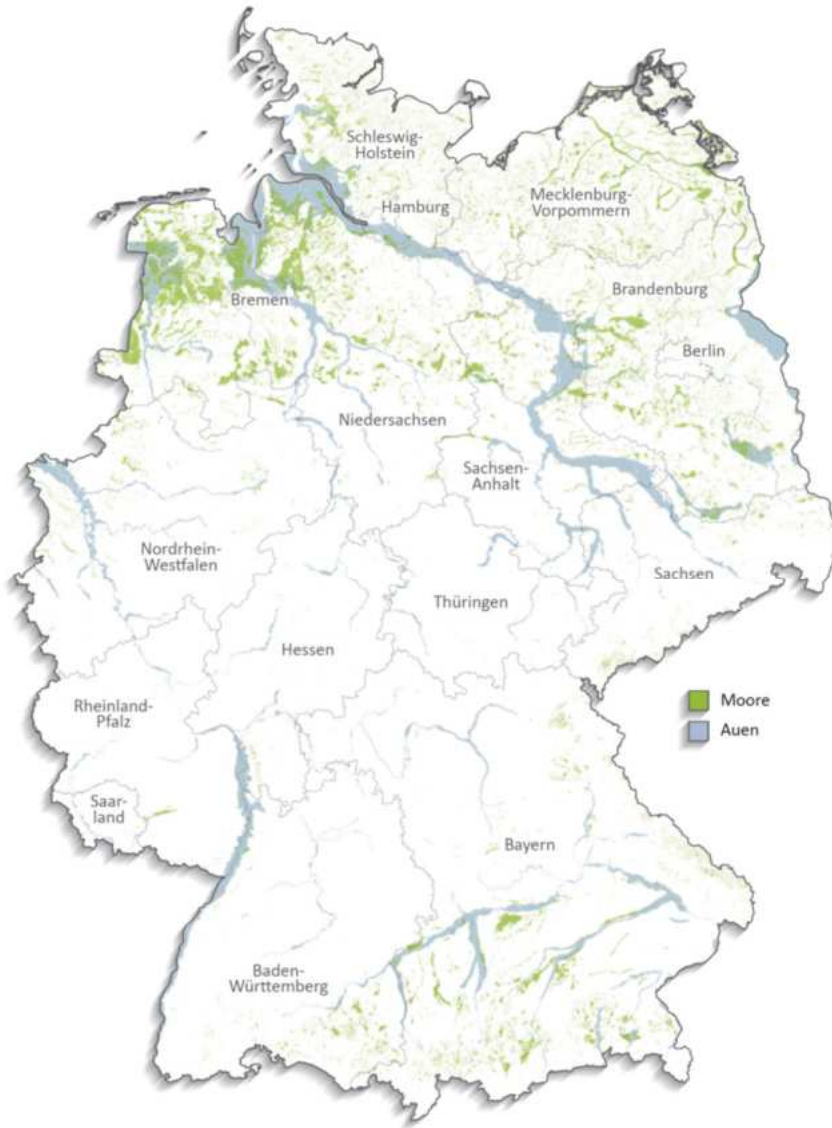 Schleswig-
Holstein
Hamburg
Mecklenburg-
Vorpommern
Bremen
Brandenburg
Berlin
Niedersachsen
Sachsen-
Anhalt
Nordrhein-
Westfalen
Sachsen
Thüringen
Hessen
Rheinland-
Pfalz
Moore
Auen
Saar-
land
Bayern
Baden-
Württemberg